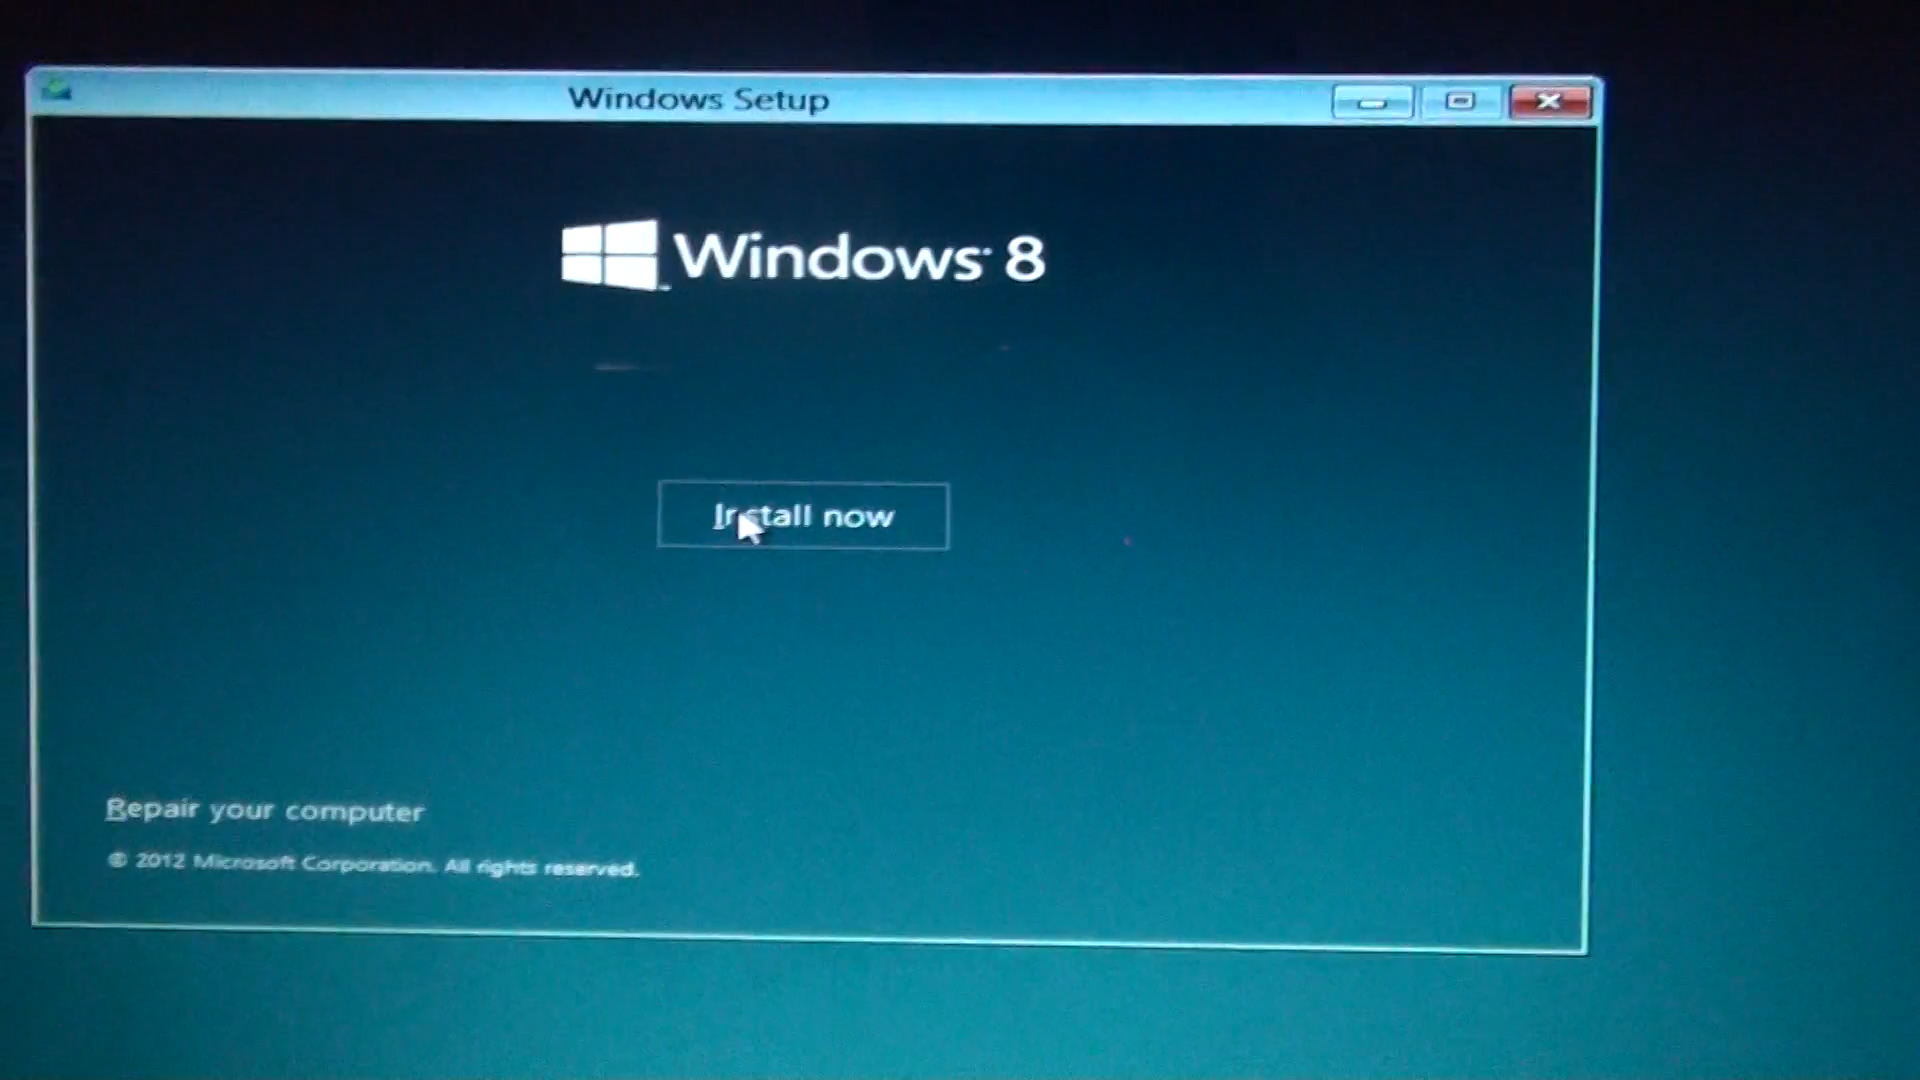 Windows Setup
Windows 8
Install now
Repair your computer
© 2012 Microsoft Corporation. All rights reserved.